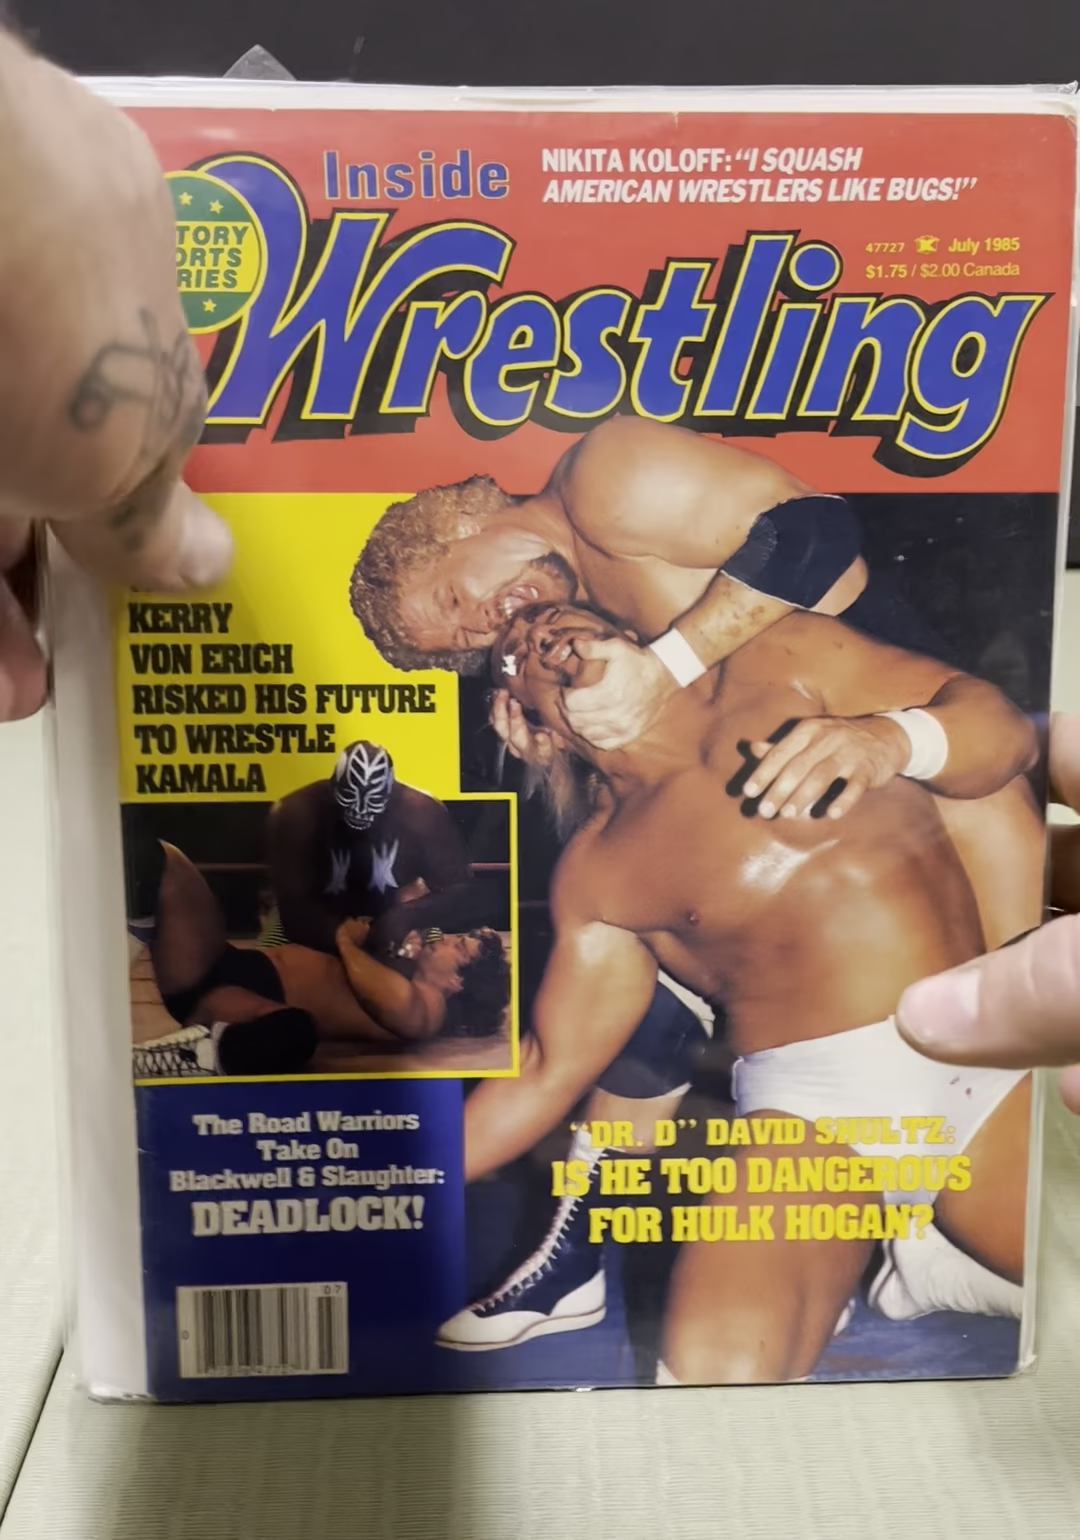 Inside
Wrestling
NIKITA KOLOFF: "I SQUASH
AMERICAN WRESTLERS LIKE BUGS!"
47727 July 1985
$1.75 / $2.00 Canada
TORY
ORTS
RIES
KERRY
VON ERICH
RISKED HIS FUTURE
TO WRESTLE
KAMALA
The Road Warriors
Take On
Blackwell & Slaughter:
DEADLOCK!
"DR. D" DAVID SHULTZ:
IS HE TOO DANGEROUS
FOR HULK HOGAN?
07
0